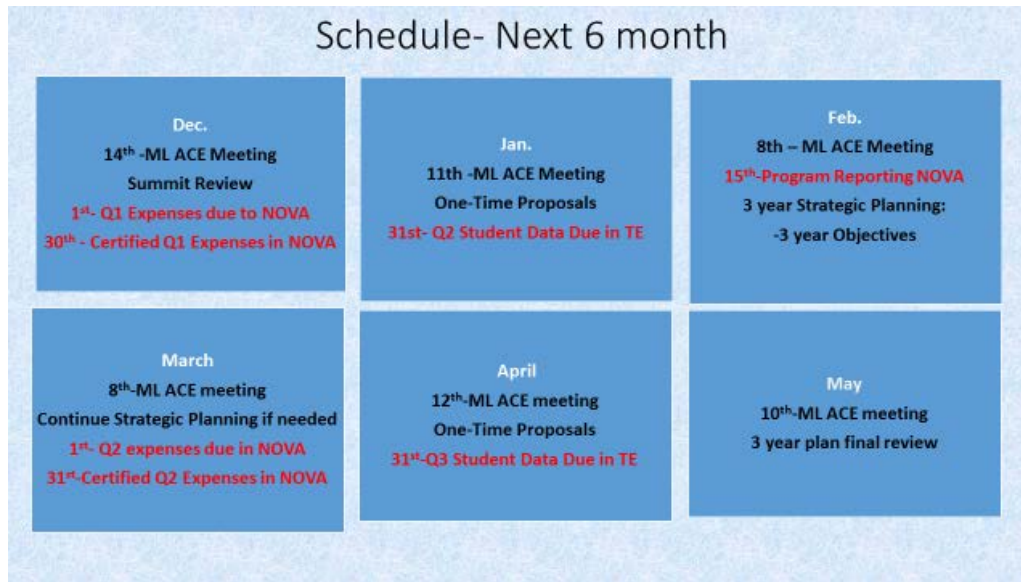 Schedule- Next 6 month
Dec.
14th -ML ACE Meeting
Summit Review
1st- Q1 Expenses due to NOVA
30th - Certified Q1 Expenses in NOVA
Jan.
11th -ML ACE Meeting
One-Time Proposals
31st- Q2 Student Data Due in TE
Feb.
8th – ML ACE Meeting
15th-Program Reporting NOVA
3 year Strategic Planning:
-3 year Objectives
March
8th-ML ACE meeting
Continue Strategic Planning if needed
1st- Q2 expenses due in NOVA
31st-Certified Q2 Expenses in NOVA
April
12th-ML ACE meeting
One-Time Proposals
31st-Q3 Student Data Due in TE
May
10th-ML ACE meeting
3 year plan final review